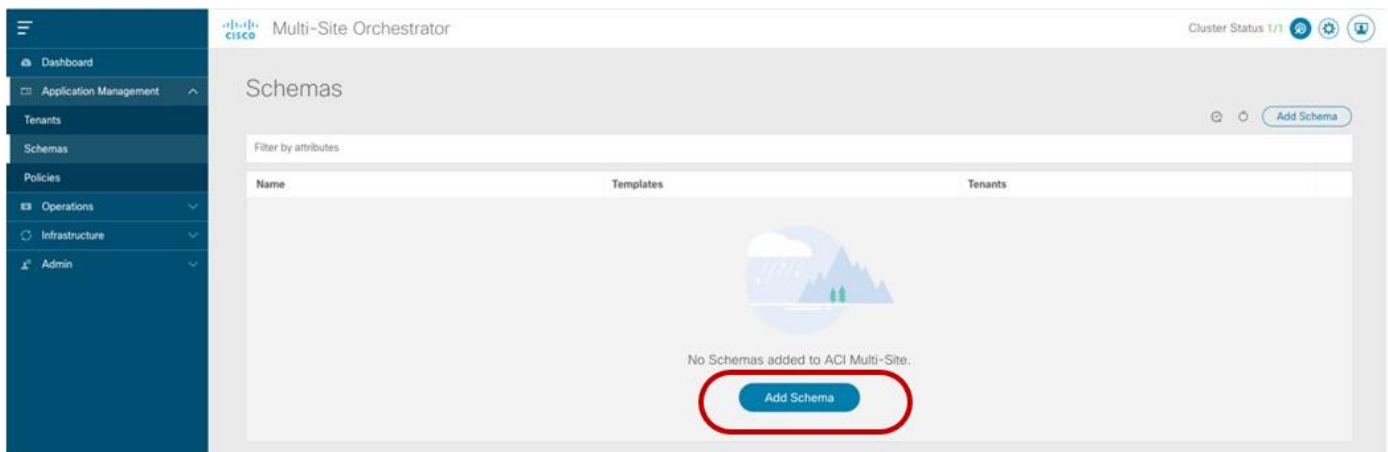 cisco Multi-Site Orchestrator
Cluster Status 1/1
Dashboard
Application Management
Tenants
Schemas
Policies
Operations
Infrastructure
Admin
Schemas
Add Schema
Filter by attributes
Name Templates Tenants
No Schemas added to ACI Multi-Site.
Add Schema